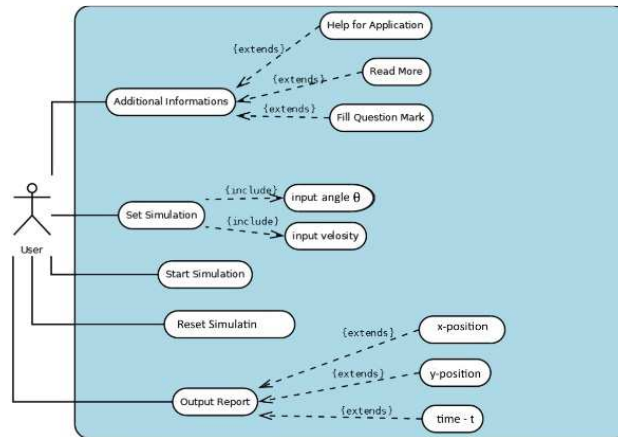 Help for Application
{extends}
Read More
{extends}
Additional Informations
Fill Question Mark
{extends}
{include}
input angle θ
Set Simulation
{include}
input velosity
User
Start Simulation
Reset Simulatin
x-position
{extends}
y-position
{extends}
Output Report
{extends}
time - t